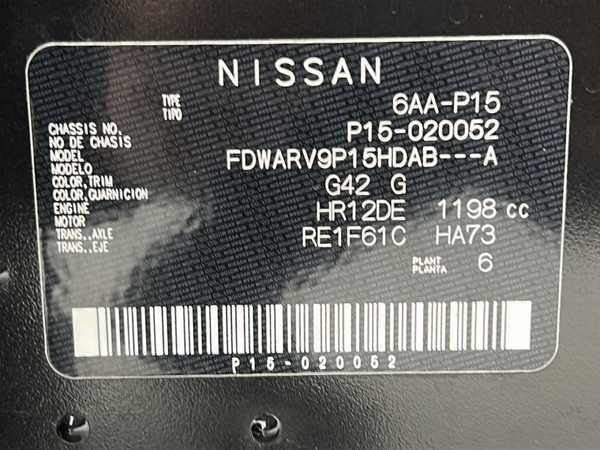 NISSAN
TYPE
TIPO 6AA-P15
CHASSIS NO.
NO DE CHASSIS P15-020052
MODEL
MODELO FDWARV9P15HDAB---A
COLOR,TRIM
COLOR,GUARNICION G42 G
ENGINE
MOTOR HR12DE 1198 cc
TRANS.,AXLE
TRANS.,EJE RE1F61C HA73
PLANT
PLANTA 6
P15-020052